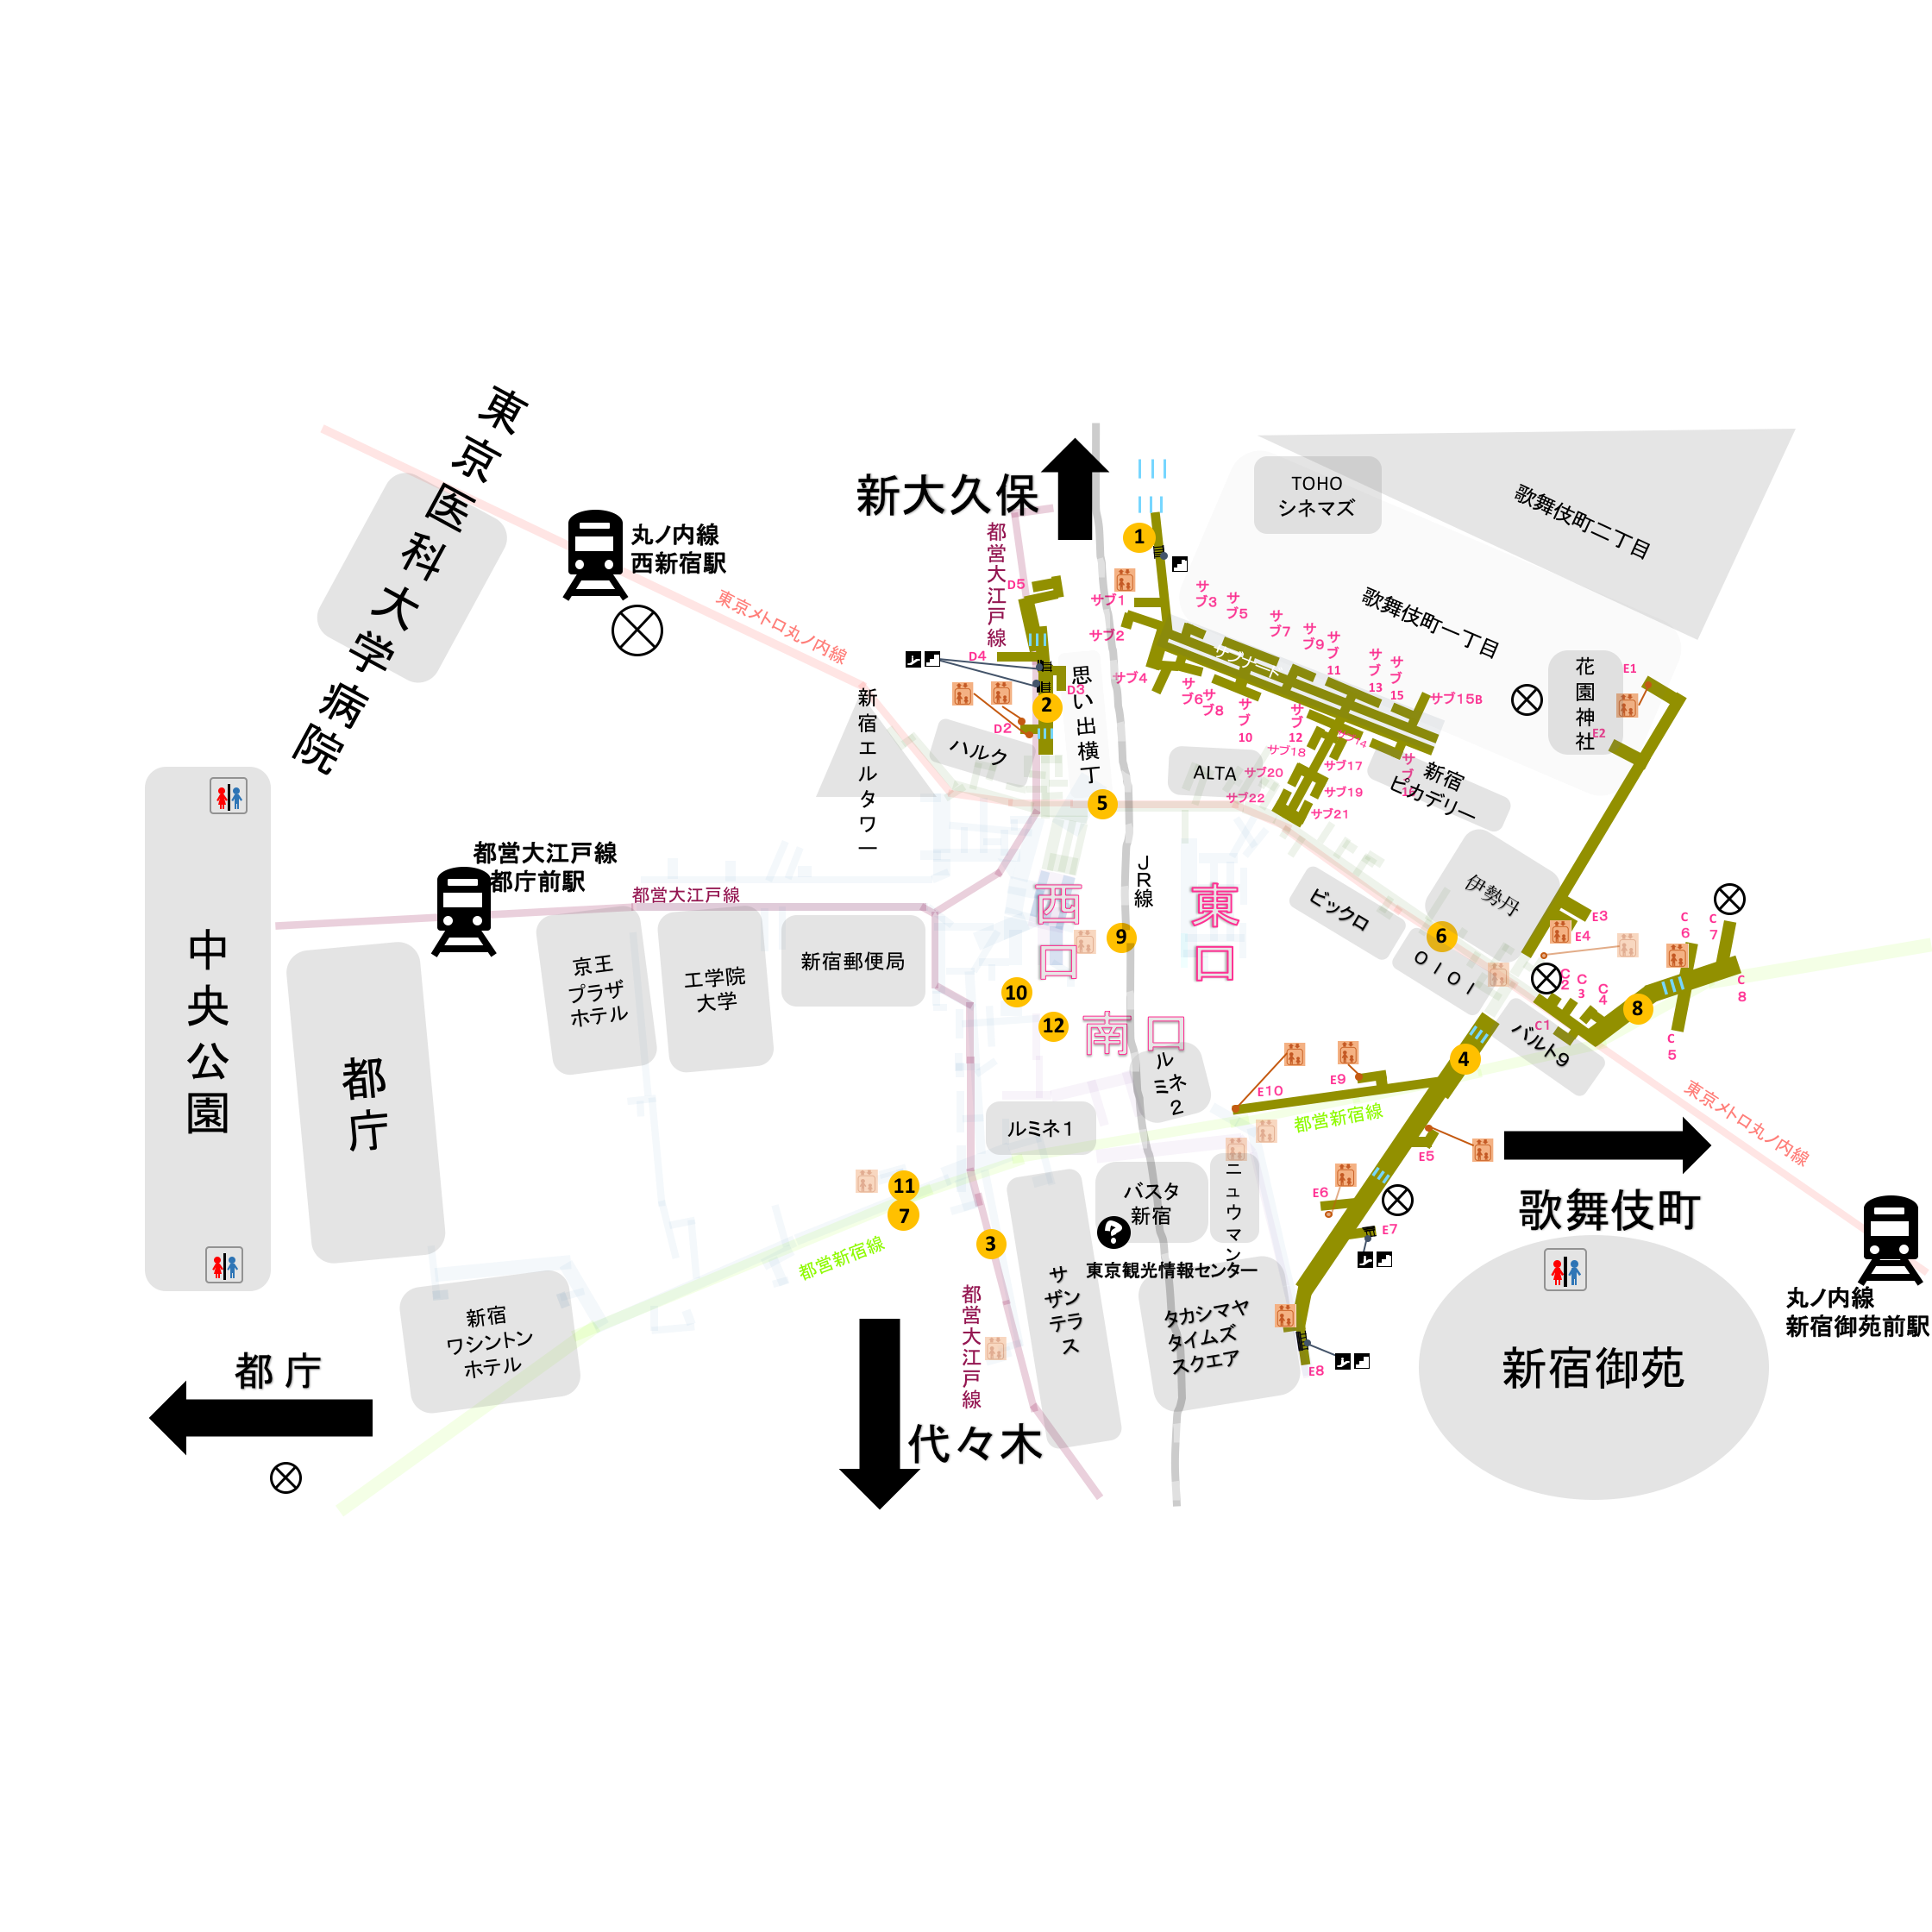 東京医科大学病院
丸ノ内線
西新宿駅
東京メトロ丸ノ内線
新大久保
都営大江戸線
TOHO
シネマズ
歌舞伎町二丁目
歌舞伎町一丁目
花園神社
E1
E2
1
D5
D4
D3
2
D2
サブ1
サブ2
サブ4
サブ3
サブ5
サブ7
サブ9
サブ11
サブ13
サブ15
サブ15B
サブナード
サブ6
サブ8
サブ10
サブ12
サブ14
サブ18
サブ17
サブ20
サブ19
サブ22
サブ21
思い出横丁
ハルク
新宿エルタワー
ALTA
新宿
ピカデリー
5
JR線
都営大江戸線
都庁前駅
都営大江戸線
中央公園
都庁
京王
プラザ
ホテル
工学院
大学
新宿郵便局
西口
東口
南口
9
10
12
ビックロ
伊勢丹
6
OIOI
バルト9
E3
E4
C2
C3
C4
C1
C6
C7
C8
C5
8
4
E10
E9
都営新宿線
E5
E6
E7
E8
ルミネ2
ルミネ1
バスタ
新宿
ニュウマン
東京観光情報センター
サザンテラス
タカシマヤ
タイムズ
スクエア
11
7
3
都営新宿線
都営大江戸線
新宿
ワシントン
ホテル
都庁
代々木
東京メトロ丸ノ内線
歌舞伎町
新宿御苑
丸ノ内線
新宿御苑前駅